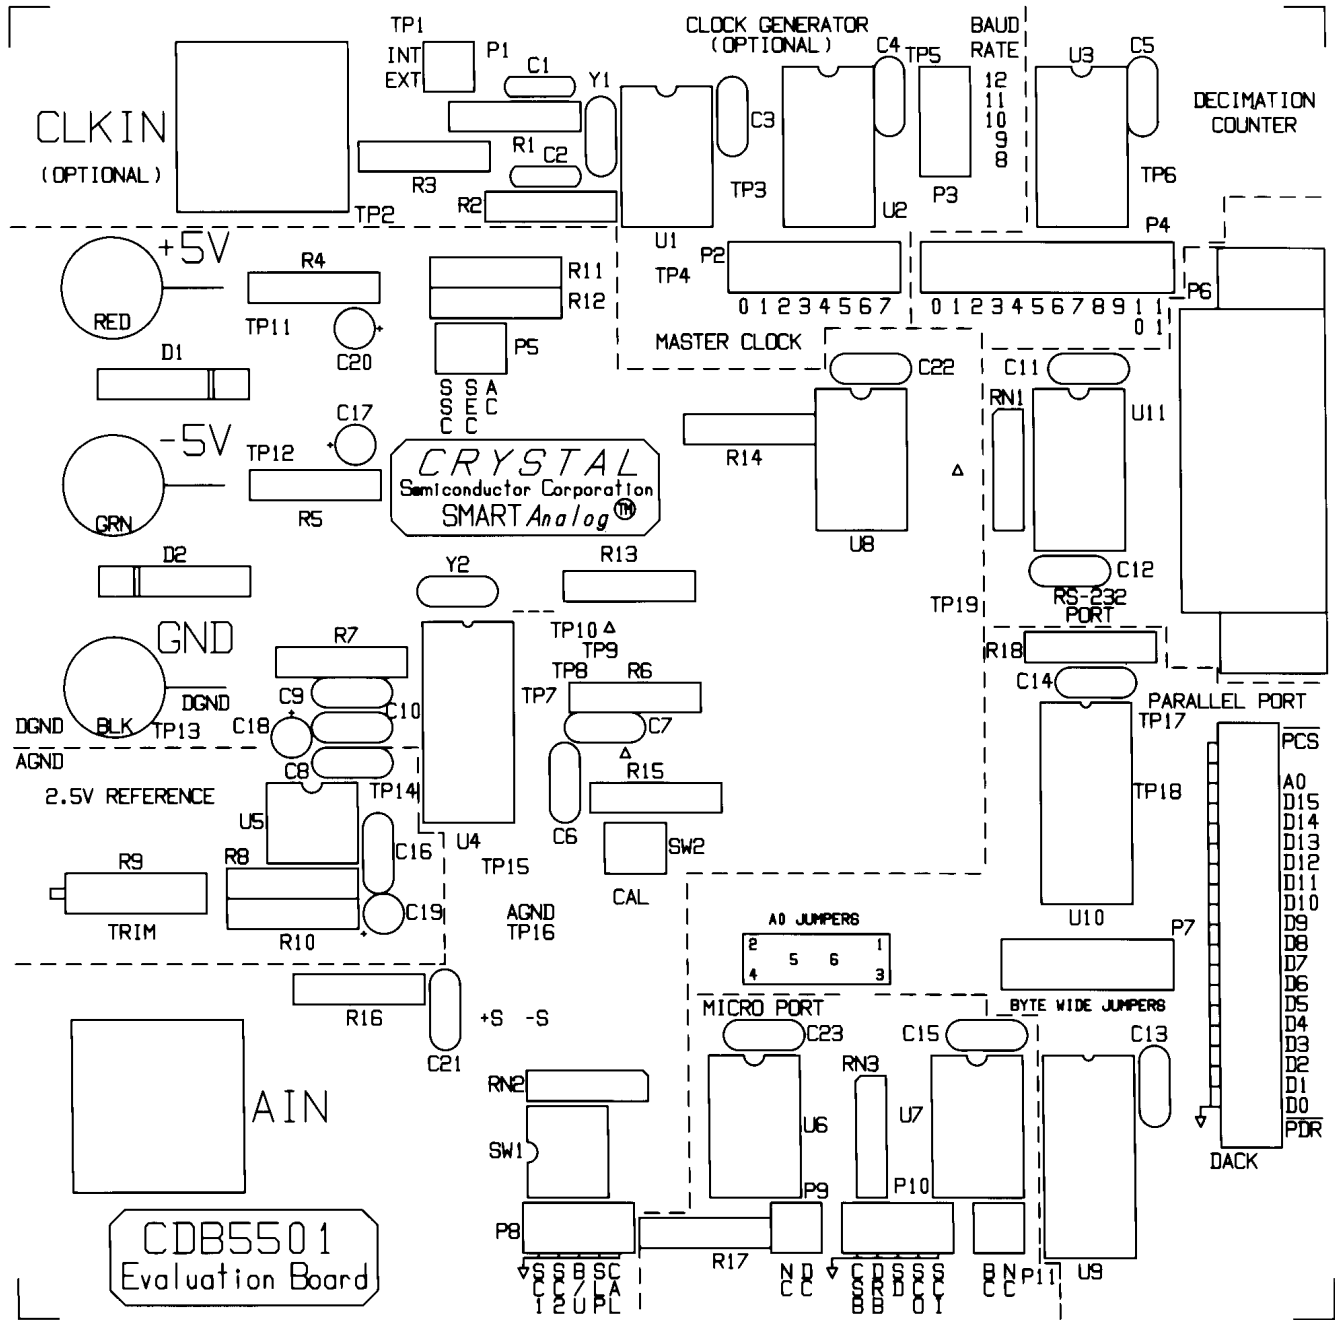 TP1
INT P1
EXT
CLOCK GENERATOR
(OPTIONAL)
C4
TP5
BAUD
RATE
U3
C5
C1
Y1
12
11
10
9
8
DECIMATION
COUNTER
CLKIN
(OPTIONAL)
C3
R1
C2
R3
R2
TP2
TP3
U2
P3
TP6
U1
P2
P4
TP4
+5V
RED
R4
R11
R12
P6
0 1 2 3 4 5 6 7
0 1 2 3 4 5 6 7 8 9 1 1
0 1
TP11
C20
P5
MASTER CLOCK
D1
S S A
S E C
C C
C22
C11
RN1
U11
C17
-5V
TP12
GRN
R5
CRYSTAL
Semiconductor Corporation
SMART Analog TM
R14
U8
D2
Y2
R13
C12
RS-232
PORT
TP19
GND
TP10
TP9
R7
R18
TP8
R6
C9
TP7
C14
DGND
C10
PARALLEL PORT
DGND
BLK
TP13
C18
C7
TP17
AGND
C8
PCS
2.5V REFERENCE
TP14
R15
TP18
A0
D15
D14
D13
D12
D11
D10
D9
D8
D7
D6
D5
D4
D3
D2
D1
D0
PDR
DACK
U5
U4
C6
SW2
R9
R8
C16
TP15
CAL
TRIM
R10
C19
AGND
TP16
A0 JUMPERS
2 1
5 6
4 3
U10
P7
R16
C21
+S -S
MICRO PORT
BYTE WIDE JUMPERS
C23
C15
C13
AIN
RN2
RN3
U6
U7
SW1
P9
P10
P8
R17
P11
U9
CDB5501
Evaluation Board
S S B S C
C C / L A
1 2 U P L
N D
C C
C D S S S
S R D C C
B B O I
B N
C C